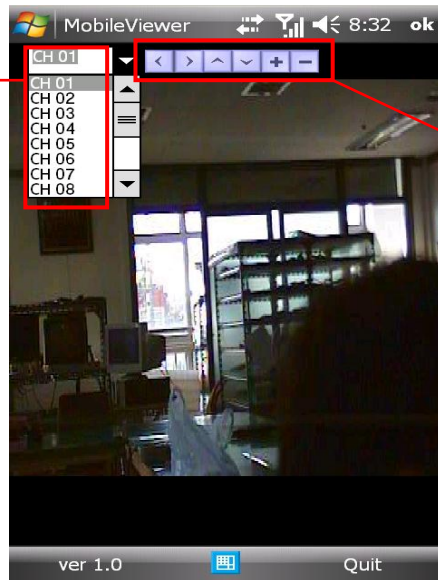 MobileViewer 8:32 ok
CH 01
CH 01
CH 02
CH 03
CH 04
CH 05
CH 06
CH 07
CH 08
ver 1.0 Quit